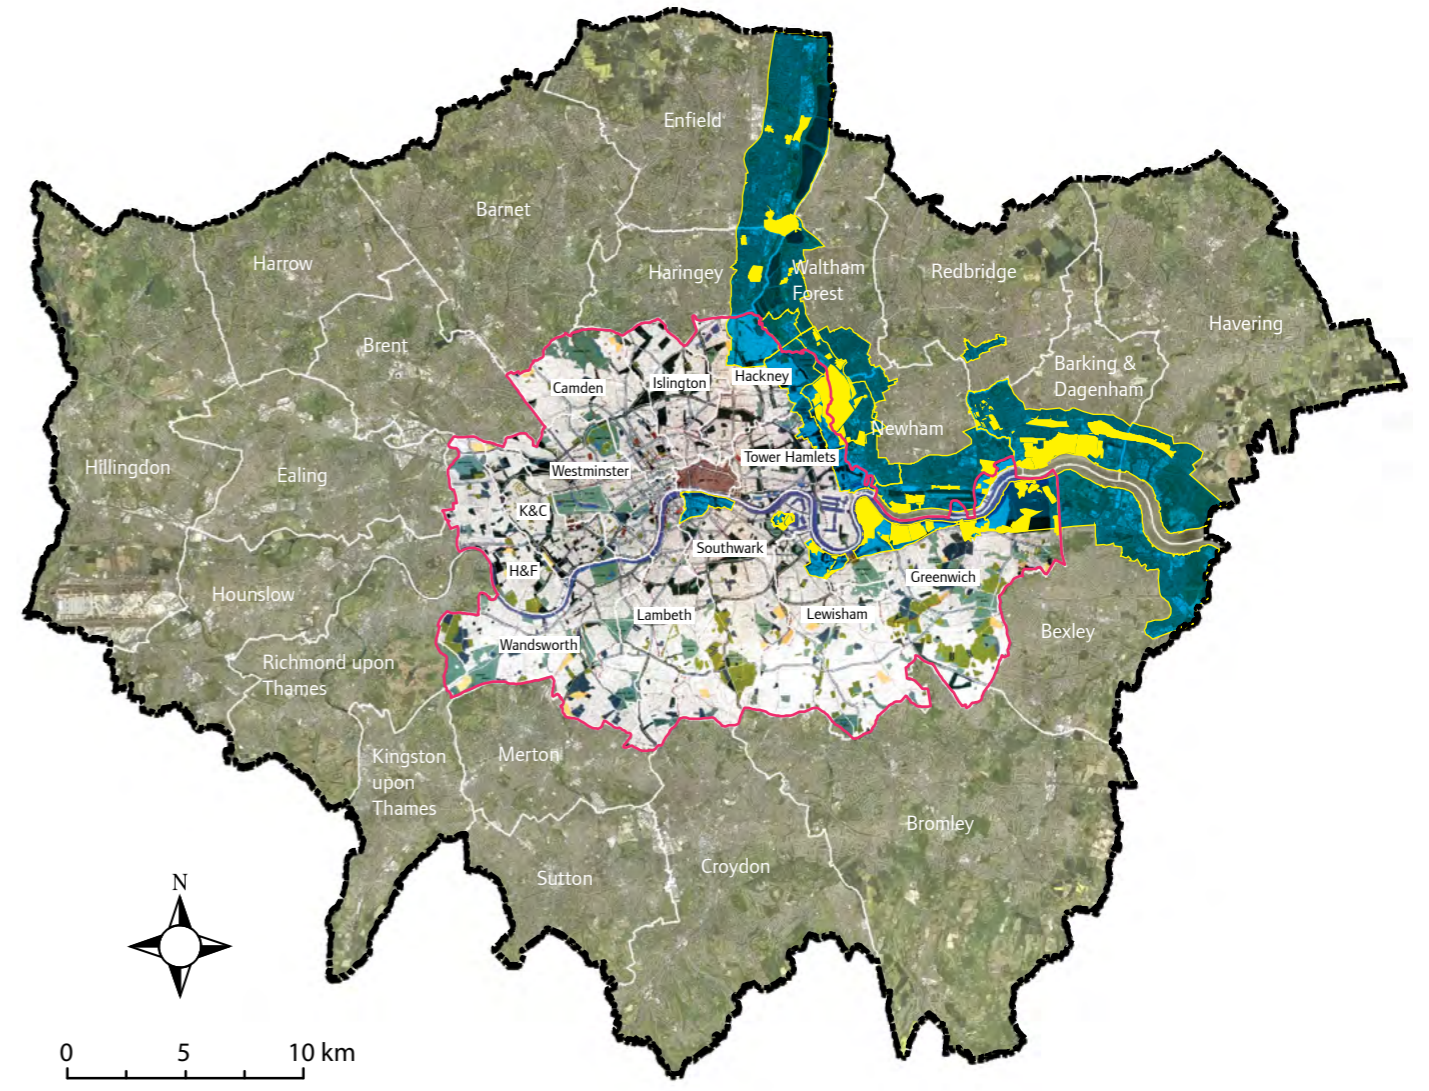 Enfield
Barnet
Harrow
Haringey
Waltham
Forest
Redbridge
Havering
Brent
Barking &
Dagenham
Camden
Islington
Hackney
Newham
Hillingdon
Ealing
Westminster
Tower Hamlets
K&C
Southwark
H&F
Greenwich
Hounslow
Lambeth
Lewisham
Bexley
Wandsworth
Richmond upon
Thames
Kingston
upon
Thames
Merton
Bromley
Croydon
Sutton
N
0 5 10 km